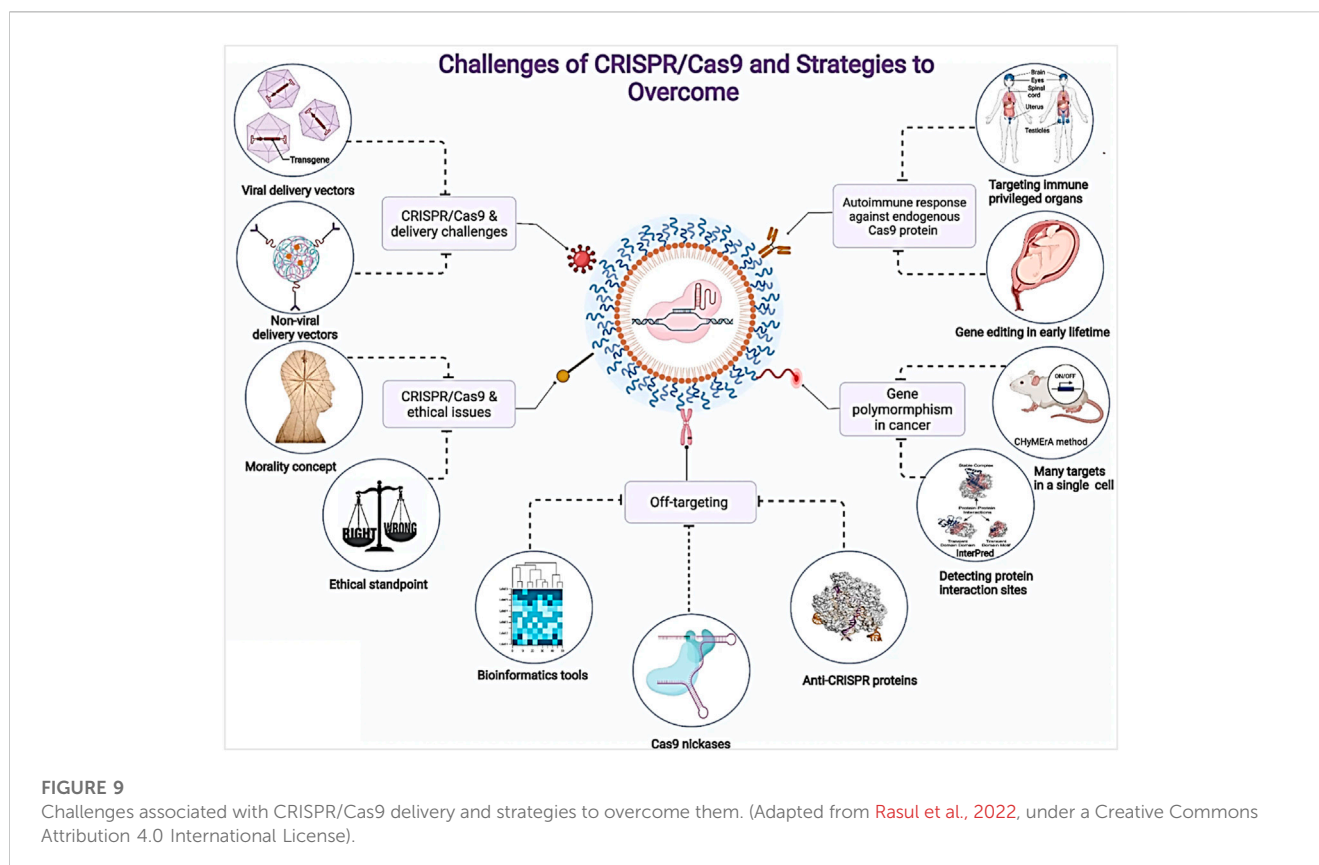 Challenges of CRISPR/Cas9 and Strategies to
Overcome
Transgene
Viral delivery vectors
CRISPR/Cas9 &
delivery challenges
Non-viral
delivery vectors
Morality concept
CRISPR/Cas9 &
ethical issues
RIGHT
WRONG
Ethical standpoint
Brain
Eyes
Spinal
cord
Uterus
Testicles
Targeting immune
privileged organs
Autoimmune response
against endogenous
Cas9 protein
Gene editing in early lifetime
Gene
polymorphism
in cancer
ON/OFF
CHyMErA method
Many targets
in a single cell
Stable Complex
Protein-Protein
Interactions
InterPred
Detecting protein
interaction sites
Off-targeting
Bioinformatics tools
Cas9 nickases
Anti-CRISPR proteins
FIGURE 9
Challenges associated with CRISPR/Cas9 delivery and strategies to overcome them. (Adapted from Rasul et al., 2022, under a Creative Commons
Attribution 4.0 International License).